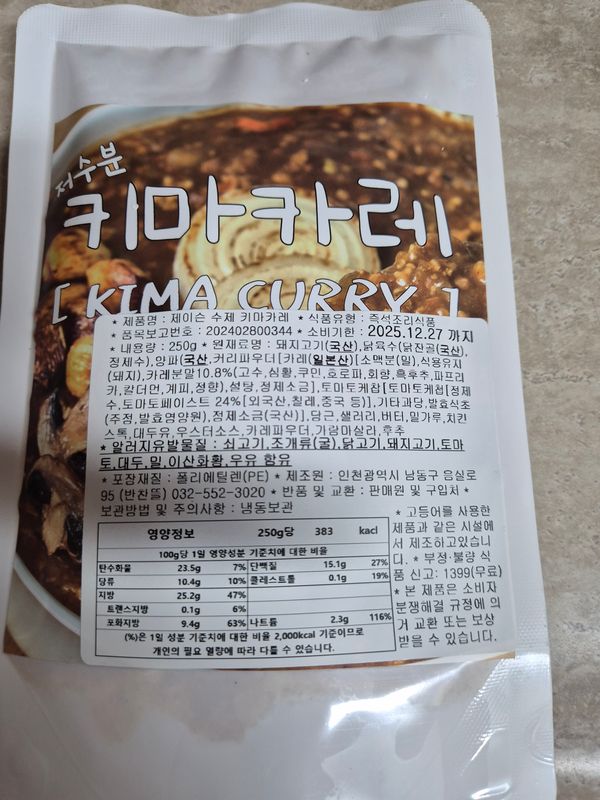 저수분
키마카레
[ KIMA CURRY ]
* 제품명 : 제이슨 수제 키마카레 * 식품유형 : 즉석조리식품
* 품목보고번호 : 202402800344 * 소비기한 : 2025.12.27 까지
* 내용량 : 250g * 원재료명 : 돼지고기(국산),닭육수(닭진골(국산),
정제수),양파(국산,커리파우더[카레(일본산)[소맥분(밀),식용유지
(돼지),카레분말10.8%(고수,심황,쿠민,호로파,회향,흑후추,파프리
카,칼더먼,계피,정향),설탕,정제소금],토마토케찹[토마토케찹[정제
수,토마토페이스트 24%[외국산,칠레,중국 등)],기타과당,발효식초
(주정,발효영양원),정제소금(국산)],당근,샐러리,버터,밀가루,치킨
스톡,대두유,우스터소스,카레파우더,가람마살라,후추
* 알러지유발물질 : 쇠고기,조개류(굴),닭고기,돼지고기,토마
토,대두,밀,이산화황,우유 함유
* 포장재질 : 폴리에틸렌(PE) * 제조원 : 인천광역시 남동구 음실로
95 (반찬뜰) 032-552-3020 * 반품 및 교환 : 판매원 및 구입처 *
보관방법 및 주의사항 : 냉동보관
영양정보 250g당 383 kacl
100g당 1일 영양성분 기준치에 대한 비율
탄수화물 23.5g 7% 단백질 15.1g 27%
당류 10.4g 10% 콜레스트롤 0.1g 19%
지방 25.2g 47%
트랜스지방 0.1g 6%
포화지방 9.4g 63% 나트륨 2.3g 116%
(%)은 1일 성분 기준치에 대한 비율 2,000kcal 기준이므로
개인의 필요 열량에 따라 다를 수 있습니다.
* 고등어를 사용한
제품과 같은 시설에
서 제조하고있습니
다. * 부정·불량 식
품 신고: 1399(무료)
* 본 제품은 소비자
분쟁해결 규정에 의
거 교환 또는 보상
받을 수 있습니다.